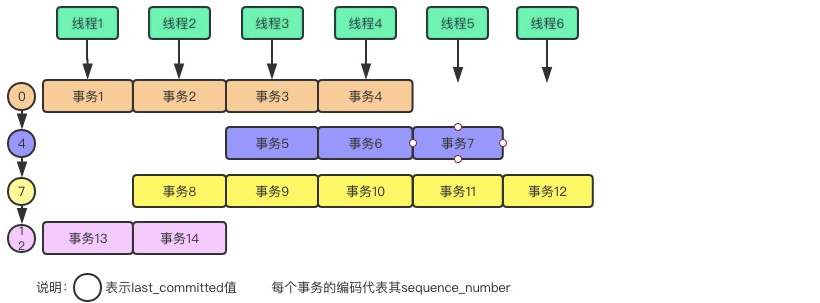 线程1 线程2 线程3 线程4 线程5 线程6
0 事务1 事务2 事务3 事务4
4 事务5 事务6 事务7
7 事务8 事务9 事务10 事务11 事务12
12 事务13 事务14
说明: 表示last_committed值 每个事务的编码代表其sequence_number